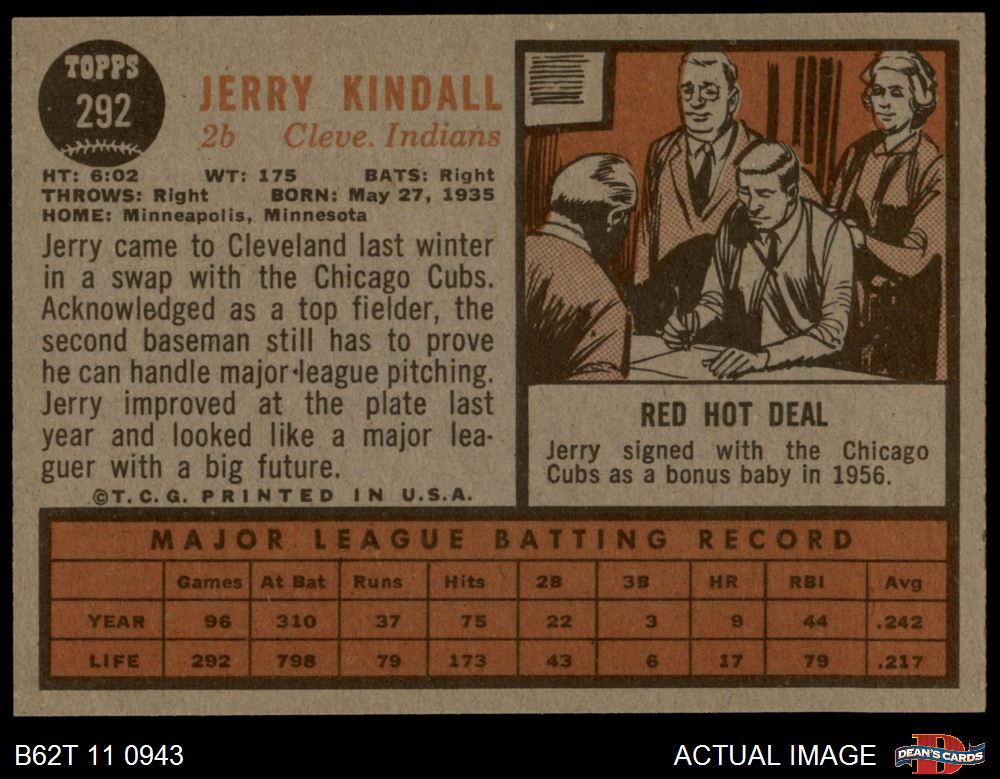 TOPPS
292
JERRY KINDALL
2b Cleve. Indians
HT: 6:02 WT: 175 BATS: Right
THROWS: Right BORN: May 27, 1935
HOME: Minneapolis, Minnesota
Jerry came to Cleveland last winter
in a swap with the Chicago Cubs.
Acknowledged as a top fielder, the
second baseman still has to prove
he can handle major-league pitching.
Jerry improved at the plate last
year and looked like a major lea-
guer with a big future.
©T.C.G. PRINTED IN U.S.A.
RED HOT DEAL
Jerry signed with the Chicago
Cubs as a bonus baby in 1956.
MAJOR LEAGUE BATTING RECORD
Games At Bat Runs Hits 2B 3B HR RBI Avg
YEAR 96 310 37 75 22 3 9 44 .242
LIFE 292 798 79 173 43 6 17 79 .217
B62T 11 0943
ACTUAL IMAGE
DEAN'S CARDS